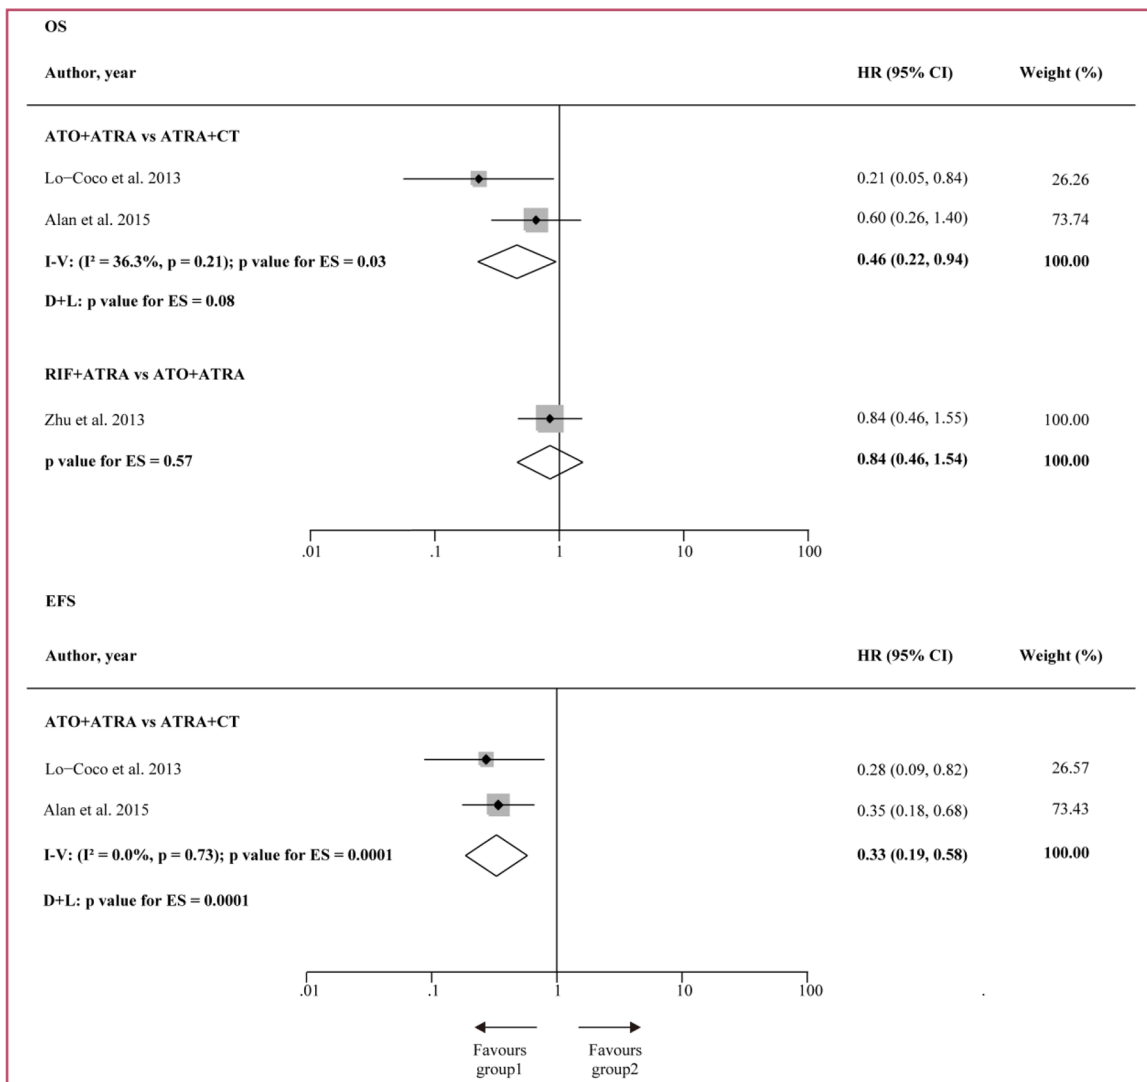 OS
Author, year HR (95% CI) Weight (%)
ATO+ATRA vs ATRA+CT
Lo−Coco et al. 2013 0.21 (0.05, 0.84) 26.26
Alan et al. 2015 0.60 (0.26, 1.40) 73.74
I-V: (I² = 36.3%, p = 0.21); p value for ES = 0.03 0.46 (0.22, 0.94) 100.00
D+L: p value for ES = 0.08
RIF+ATRA vs ATO+ATRA
Zhu et al. 2013 0.84 (0.46, 1.55) 100.00
p value for ES = 0.57 0.84 (0.46, 1.54) 100.00
.01 .1 1 10 100
EFS
Author, year HR (95% CI) Weight (%)
ATO+ATRA vs ATRA+CT
Lo−Coco et al. 2013 0.28 (0.09, 0.82) 26.57
Alan et al. 2015 0.35 (0.18, 0.68) 73.43
I-V: (I² = 0.0%, p = 0.73); p value for ES = 0.0001 0.33 (0.19, 0.58) 100.00
D+L: p value for ES = 0.0001
.01 .1 1 10 100 .
Favours Favours
group1 group2